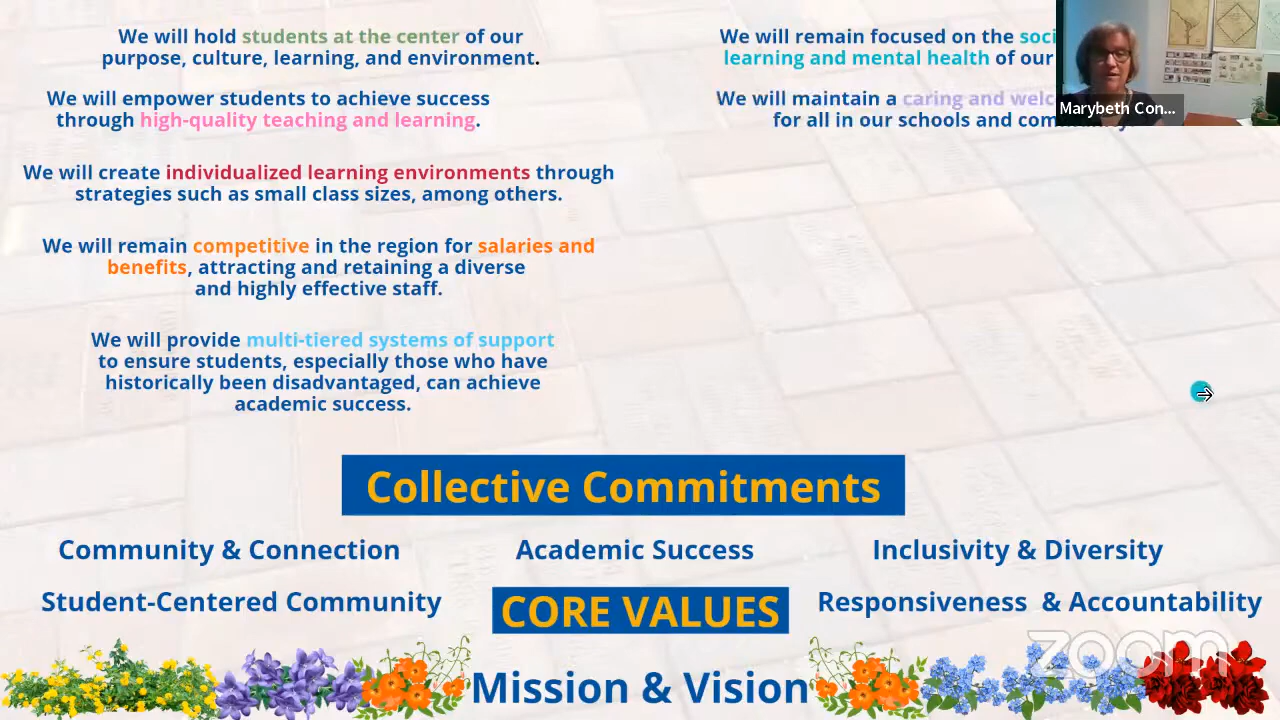 We will hold students at the center of our
purpose, culture, learning, and environment.
We will empower students to achieve success
through high-quality teaching and learning.
We will create individualized learning environments through
strategies such as small class sizes, among others.
We will remain competitive in the region for salaries and
benefits, attracting and retaining a diverse
and highly effective staff.
We will provide multi-tiered systems of support
to ensure students, especially those who have
historically been disadvantaged, can achieve
academic success.
We will remain focused on the
learning and mental health of our
We will maintain a caring and
for all in our schools and
Marybeth Con...
Collective Commitments
Community & Connection
Academic Success
Inclusivity & Diversity
Student-Centered Community
CORE VALUES
Responsiveness & Accountability
zoom
Mission & Vision